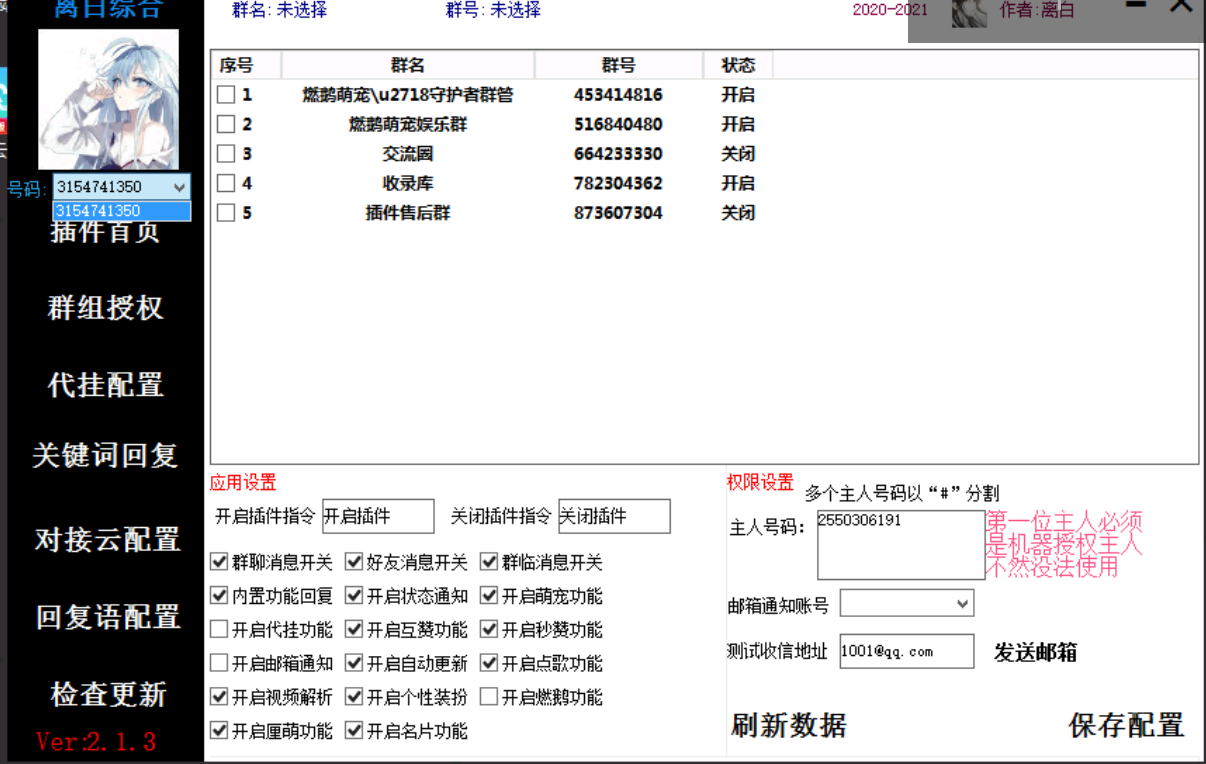 离白综合
群名: 未选择 群号: 未选择 2020-2021 作者:离白
序号 群名 群号 状态
1 燃鹅萌宠\u2718守护者群管 453414816 开启
2 燃鹅萌宠娱乐群 516840480 开启
3 交流圈 664233330 关闭
4 收录库 782304362 开启
5 插件售后群 873607304 关闭
号码: 3154741350
3154741350
插件首页
群组授权
代挂配置
关键词回复
对接云配置
回复语配置
检查更新
Ver:2.1.3
应用设置
开启插件指令 开启插件 关闭插件指令 关闭插件
群聊消息开关 好友消息开关 群临消息开关
内置功能回复 开启状态通知 开启萌宠功能
开启代挂功能 开启互赞功能 开启秒赞功能
开启邮箱通知 开启自动更新 开启点歌功能
开启视频解析 开启个性装扮 开启燃鹅功能
开启厘萌功能 开启名片功能
权限设置 多个主人号码以“#”分割
主人号码: 2550306191
第一位主人必须
是机器授权主人
不然没法使用
邮箱通知账号
测试收信地址 1001@qq.com 发送邮箱
刷新数据 保存配置